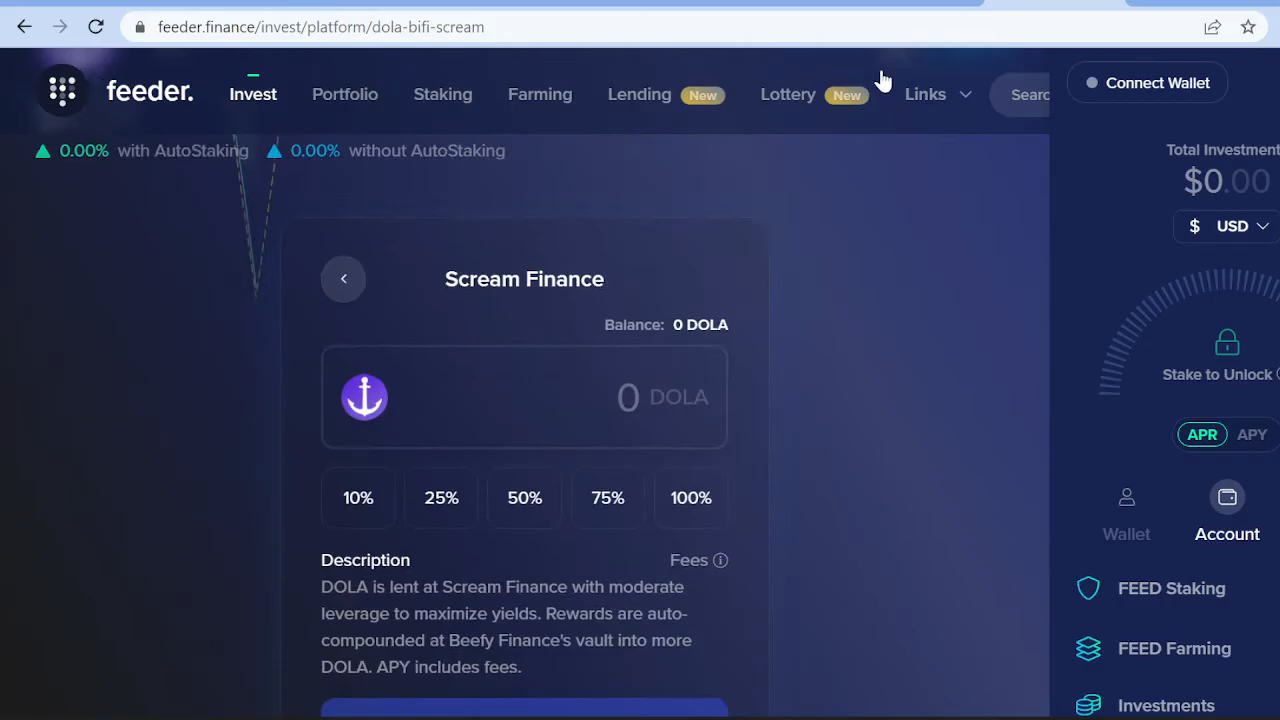 feeder.finance/invest/platform/dola-bifi-scream
feeder.
Invest
Portfolio
Staking
Farming
Lending New
Lottery New
Links
Searc
Connect Wallet
0.00% with AutoStaking
0.00% without AutoStaking
Total Investment
$0.00
$ USD
Scream Finance
Balance: 0 DOLA
0 DOLA
Stake to Unlock
APR APY
10% 25% 50% 75% 100%
Wallet
Account
Description
Fees
DOLA is lent at Scream Finance with moderate
leverage to maximize yields. Rewards are auto-
compounded at Beefy Finance's vault into more
DOLA. APY includes fees.
FEED Staking
FEED Farming
Investments